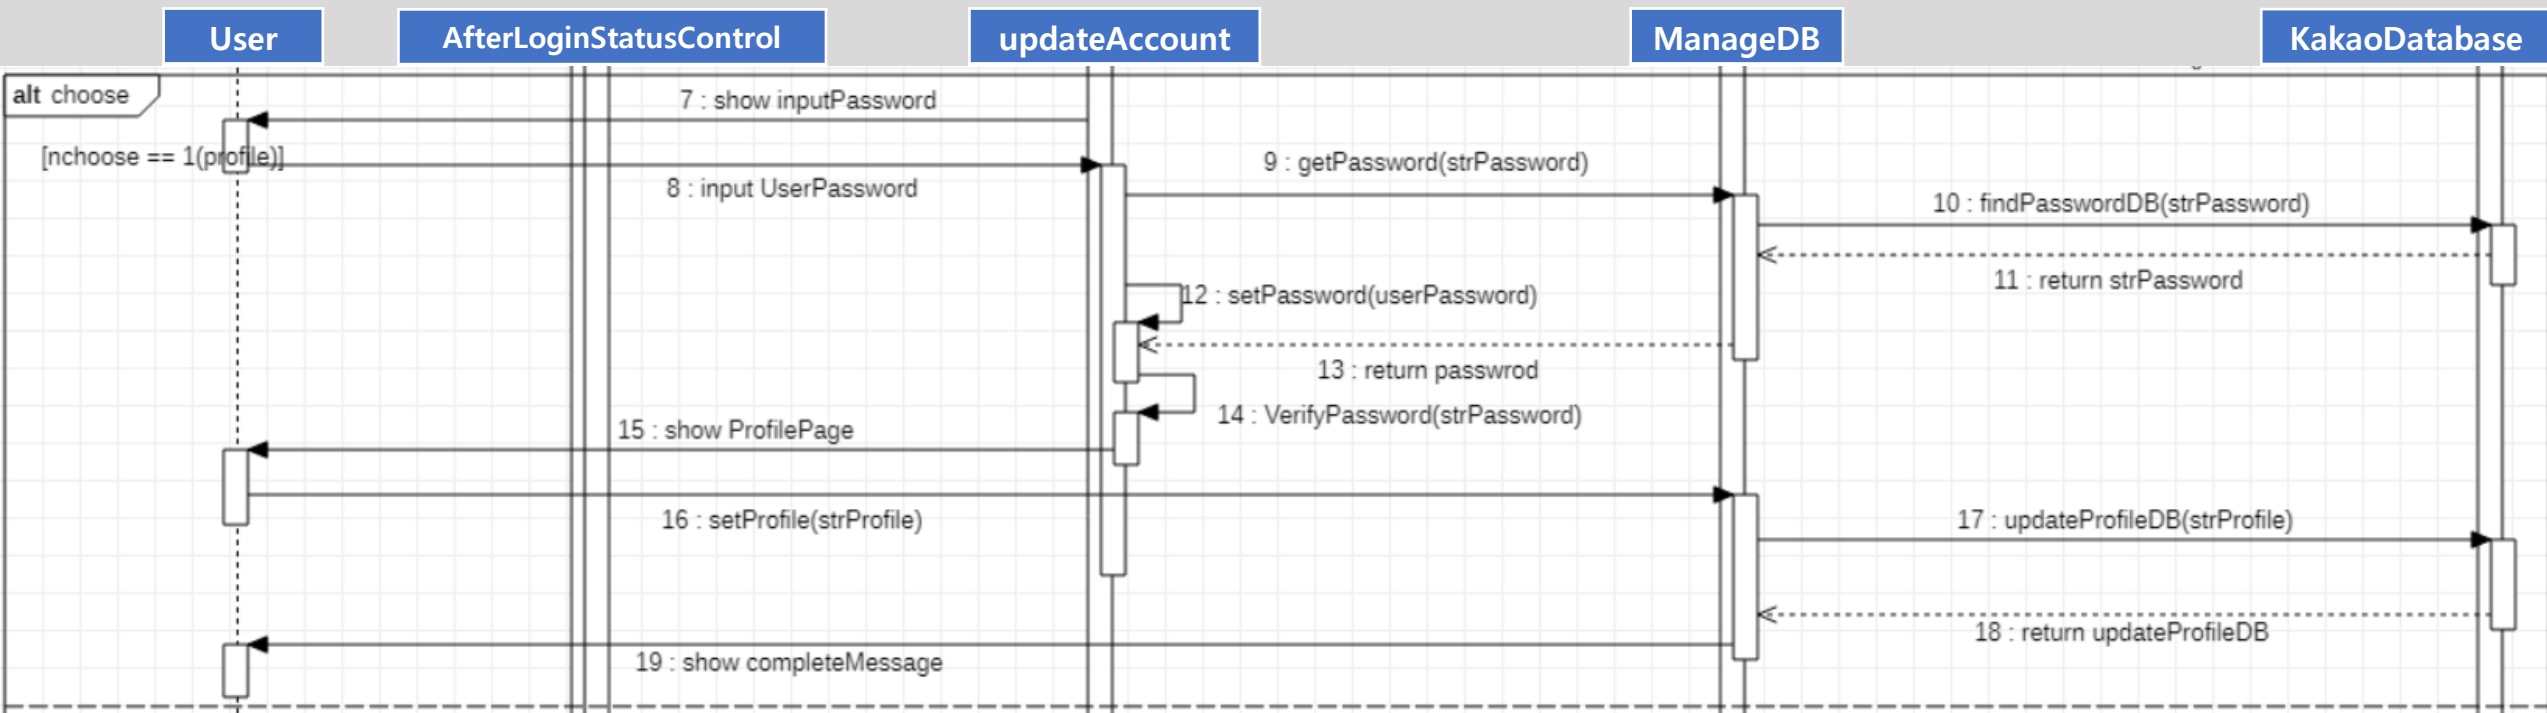 User
AfterLoginStatusControl
updateAccount
ManageDB
KakaoDatabase
alt choose
7 : show inputPassword
[nchoose == 1(profile)]
8 : input UserPassword
9 : getPassword(strPassword)
10 : findPasswordDB(strPassword)
11 : return strPassword
12 : setPassword(userPassword)
13 : return passwrod
14 : VerifyPassword(strPassword)
15 : show ProfilePage
16 : setProfile(strProfile)
17 : updateProfileDB(strProfile)
18 : return updateProfileDB
19 : show completeMessage